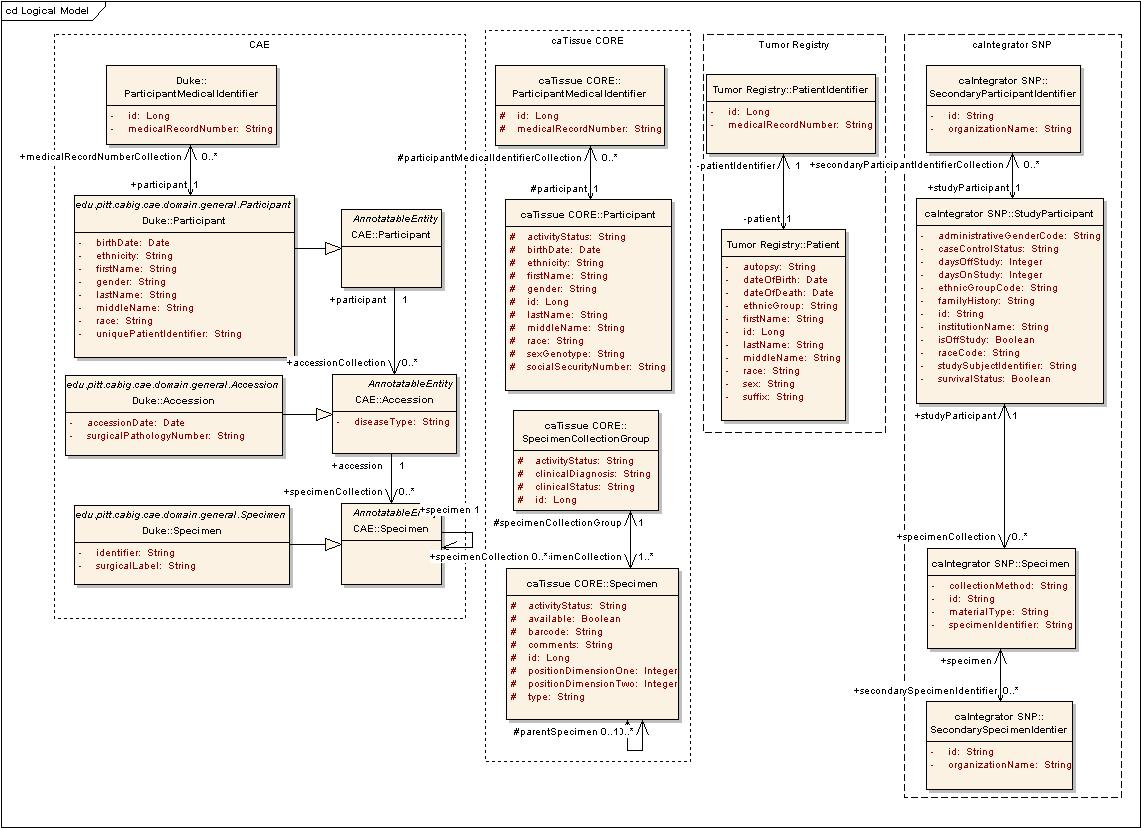 cd Logical Model
CAE
Duke::
ParticipantMedicalIdentifier
- id: Long
- medicalRecordNumber: String
+medicalRecordNumberCollection 0..*
+participant 1
edu.pitt.cabig.cae.domain.general.Participant
Duke::Participant
- birthDate: Date
- ethnicity: String
- firstName: String
- gender: String
- lastName: String
- middleName: String
- race: String
- uniquePatientIdentifier: String
AnnotatableEntity
CAE::Participant
+participant 1
+accessionCollection 0..*
edu.pitt.cabig.cae.domain.general.Accession
Duke::Accession
- accessionDate: Date
- surgicalPathologyNumber: String
AnnotatableEntity
CAE::Accession
- diseaseType: String
+accession 1
+specimenCollection 0..*
edu.pitt.cabig.cae.domain.general.Specimen
Duke::Specimen
- identifier: String
- surgicalLabel: String
+specimen 1
CAE::Specimen
+specimenCollection 0..*
caTissue CORE
caTissue CORE::
ParticipantMedicalIdentifier
# id: Long
# medicalRecordNumber: String
#participantMedicalIdentifierCollection 0..*
#participant 1
caTissue CORE::Participant
# activityStatus: String
# birthDate: Date
# ethnicity: String
# firstName: String
# gender: String
# id: Long
# lastName: String
# middleName: String
# race: String
# sexGenotype: String
# socialSecurityNumber: String
caTissue CORE::
SpecimenCollectionGroup
# activityStatus: String
# clinicalDiagnosis: String
# clinicalStatus: String
# id: Long
#specimenCollectionGroup 1
imenCollection 1..*
caTissue CORE::Specimen
# activityStatus: String
# available: Boolean
# barcode: String
# comments: String
# id: Long
# positionDimensionOne: Integer
# positionDimensionTwo: Integer
# type: String
#parentSpecimen 0..1
Tumor Registry
Tumor Registry::PatientIdentifier
- id: Long
- medicalRecordNumber: String
-patientIdentifier 1
-patient 1
Tumor Registry::Patient
- autopsy: String
- dateOfBirth: Date
- dateOfDeath: Date
- ethnicGroup: String
- firstName: String
- id: Long
- lastName: String
- middleName: String
- race: String
- sex: String
- suffix: String
caIntegrator SNP
caIntegrator SNP::
SecondaryParticipantIdentifier
- id: String
- organizationName: String
+secondaryParticipantIdentifierCollection 0..*
+studyParticipant 1
caIntegrator SNP::StudyParticipant
- administrativeGenderCode: String
- caseControlStatus: String
- daysOffStudy: Integer
- daysOnStudy: Integer
- ethnicGroupCode: String
- familyHistory: String
- id: String
- institutionName: String
- isOffStudy: Boolean
- raceCode: String
- studySubjectIdentifier: String
- survivalStatus: Boolean
+studyParticipant 1
+specimenCollection 0..*
caIntegrator SNP::Specimen
- collectionMethod: String
- id: String
- materialType: String
- specimenIdentifier: String
+specimen
+secondarySpecimenIdentifier 0..*
caIntegrator SNP::
SecondarySpecimenIdentier
- id: String
- organizationName: String